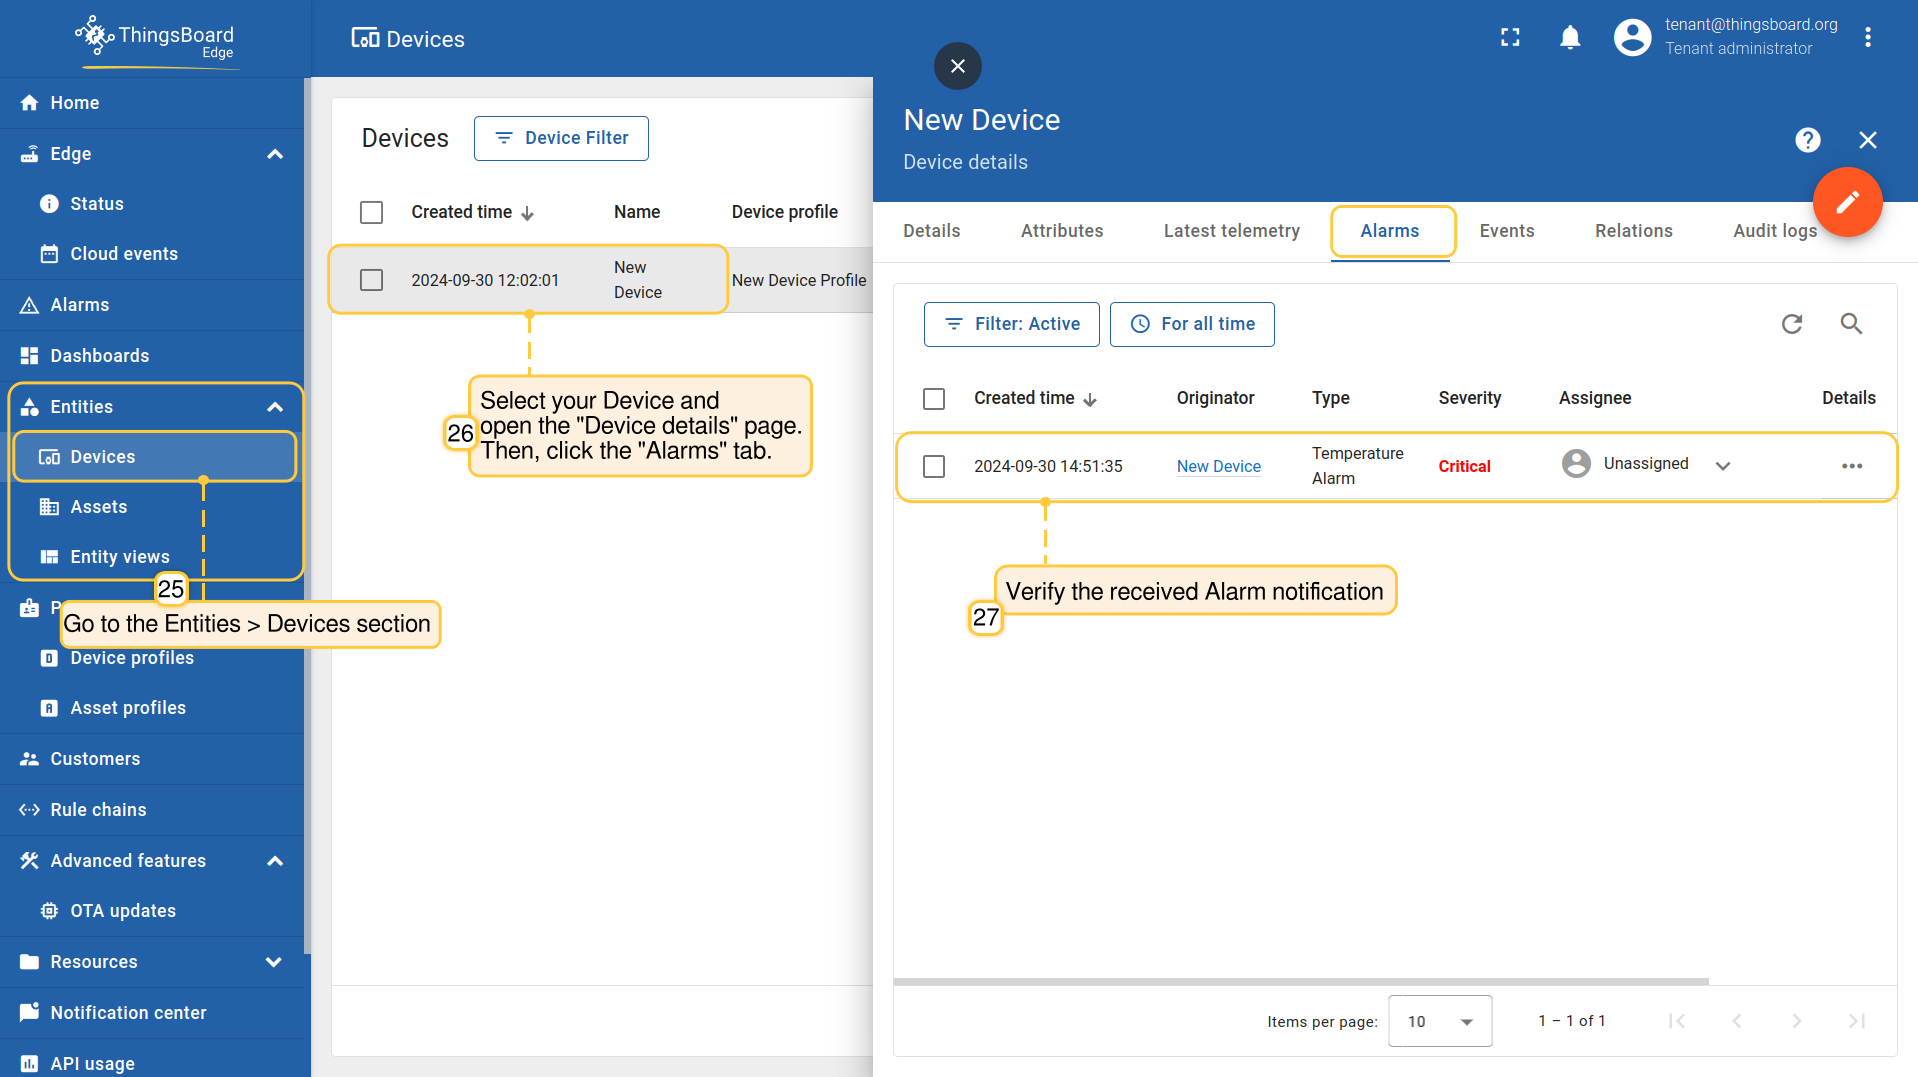 ThingsBoard
Edge
Home
Edge
Status
Cloud events
Alarms
Dashboards
Entities
Devices
Assets
Entity views
25
P
Go to the Entities > Devices section
Device profiles
Asset profiles
Customers
Rule chains
Advanced features
OTA updates
Resources
Notification center
API usage
Devices
tenant@thingsboard.org
Tenant administrator
Devices
Device Filter
Created time
Name
Device profile
2024-09-30 12:02:01
New
Device
New Device Profile
26
Select your Device and
open the "Device details" page.
Then, click the "Alarms" tab.
New Device
Device details
Details
Attributes
Latest telemetry
Alarms
Events
Relations
Audit logs
Filter: Active
For all time
Created time
Originator
Type
Severity
Assignee
Details
2024-09-30 14:51:35
New Device
Temperature
Alarm
Critical
Unassigned
27
Verify the received Alarm notification
Items per page:
10
1 – 1 of 1